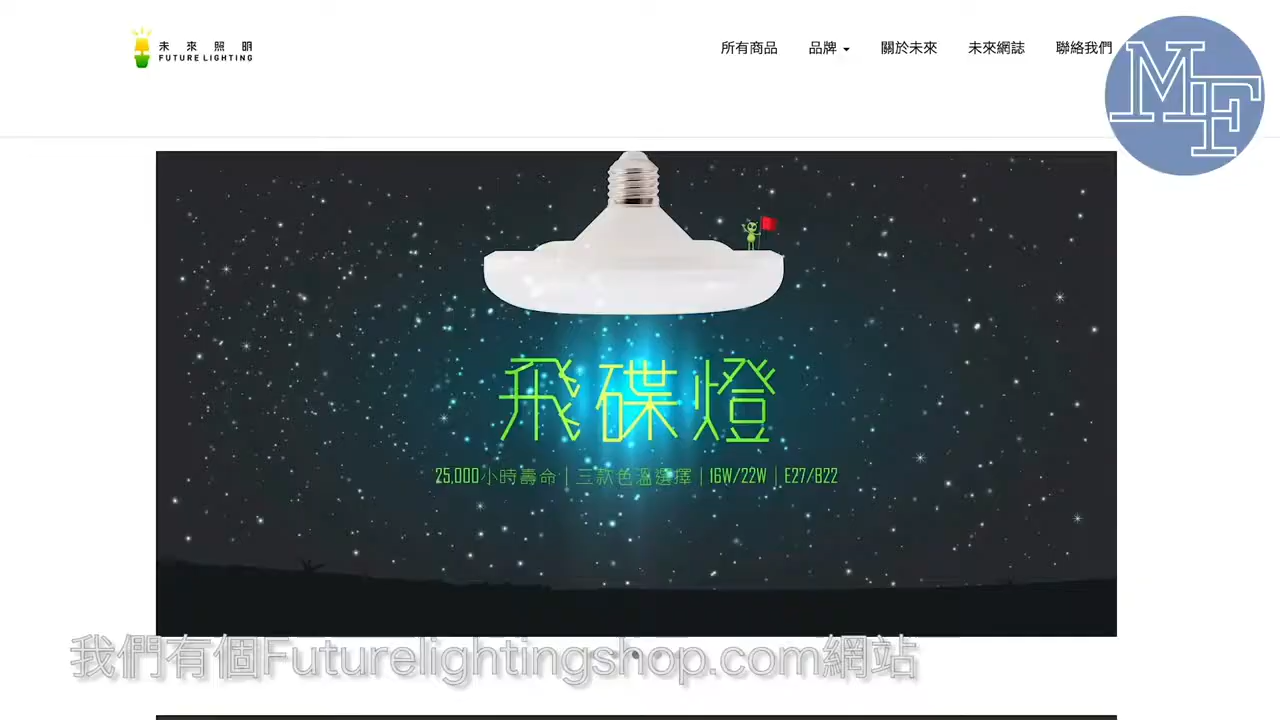 未來照明
FUTURE LIGHTING
所有商品 品牌 關於未來 未來網誌 聯絡我們
MF
飛碟燈
25,000小時壽命 | 三款色溫選擇 | 16W/22W | E27/B22
我們有個Futurelightingshop.com網站